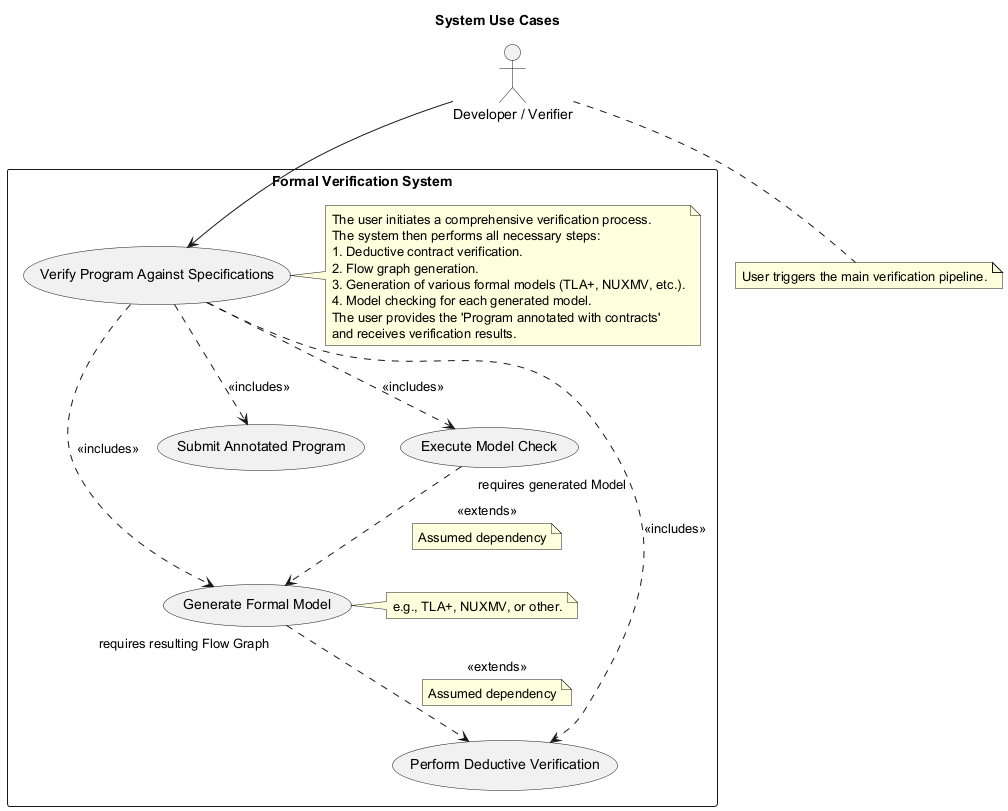 System Use Cases
Developer / Verifier
Formal Verification System
The user initiates a comprehensive verification process.
The system then performs all necessary steps:
1. Deductive contract verification.
2. Flow graph generation.
3. Generation of various formal models (TLA+, NUXMV, etc.).
4. Model checking for each generated model.
The user provides the 'Program annotated with contracts'
and receives verification results.
Verify Program Against Specifications
User triggers the main verification pipeline.
«includes»
«includes»
«includes»
«includes»
Submit Annotated Program
Execute Model Check
requires generated Model
«extends»
Assumed dependency
Generate Formal Model
e.g., TLA+, NUXMV, or other.
requires resulting Flow Graph
«extends»
Assumed dependency
Perform Deductive Verification